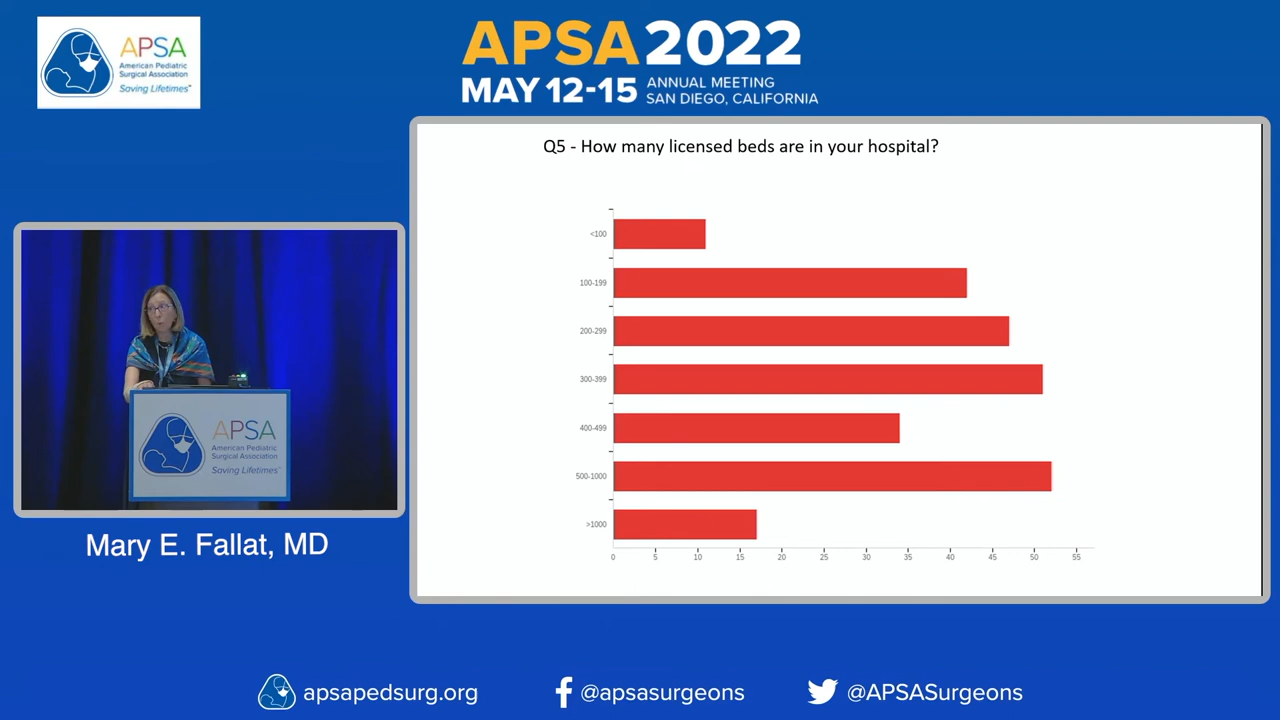 APSA
American Pediatric
Surgical Association
Saving Lifetimes™
APSA 2022
MAY 12-15
ANNUAL MEETING
SAN DIEGO, CALIFORNIA
Q5 - How many licensed beds are in your hospital?
<100
100-199
200-299
300-399
400-499
500-1000
>1000
0 5 10 15 20 25 30 35 40 45 50 55
APSA
American Pediatric
Surgical Association
Saving Lifetimes™
Mary E. Fallat, MD
apsapedsurg.org
@apsasurgeons
@APSASurgeons